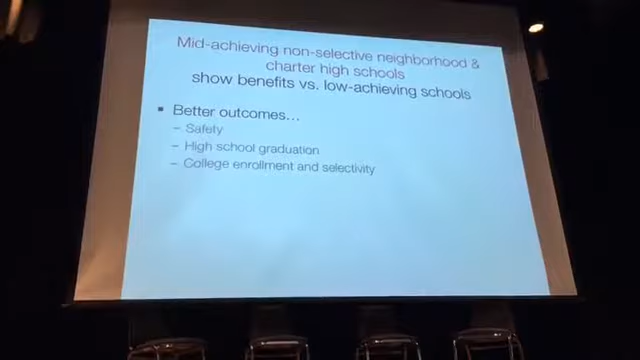 Mid-achieving non-selective neighborhood &
charter high schools
show benefits vs. low-achieving schools
▪ Better outcomes...
– Safety
– High school graduation
– College enrollment and selectivity